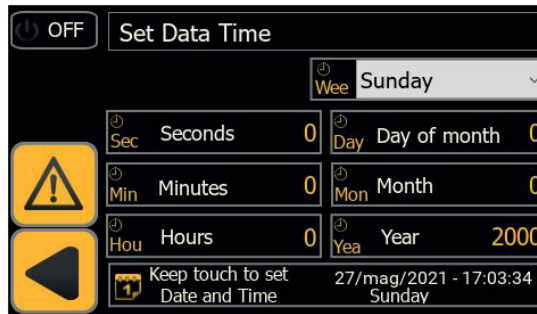 OFF
Set Data Time
Wee Sunday
Sec Seconds 0
Day Day of month 0
Min Minutes 0
Mon Month 0
Hou Hours 0
Yea Year 2000
Keep touch to set
Date and Time
27/mag/2021 - 17:03:34
Sunday